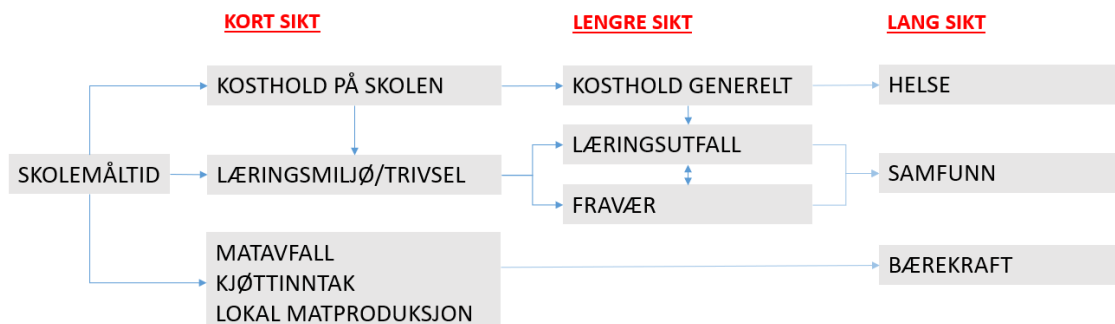 KORT SIKT
LENGRE SIKT
LANG SIKT
KOSTHOLD PÅ SKOLEN
KOSTHOLD GENERELT
HELSE
SKOLEMÅLTID
LÆRINGSMILJØ/TRIVSEL
LÆRINGSUTFALL
FRAVÆR
SAMFUNN
MATAVFALL
KJØTTINNTAK
LOKAL MATPRODUKSJON
BÆREKRAFT